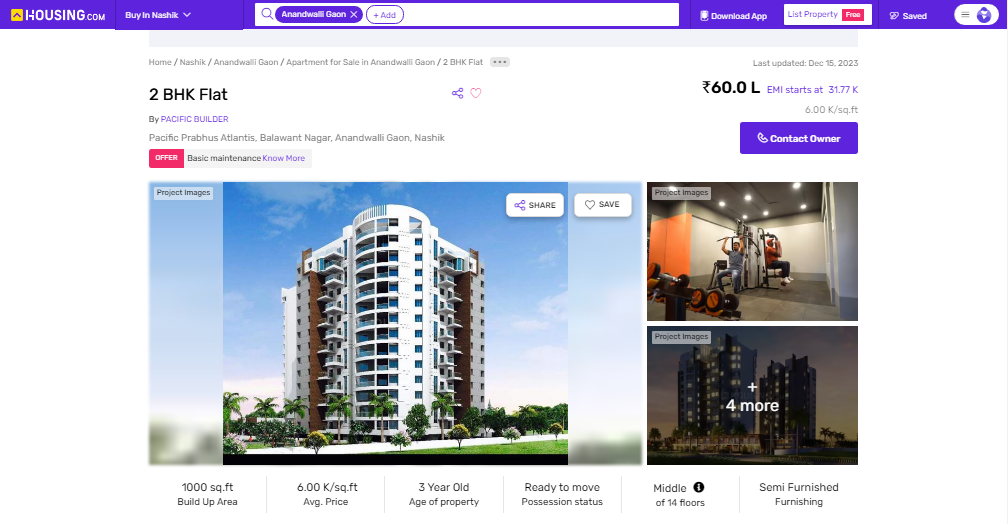 HOUSING.COM
Buy In Nashik
Anandwalli Gaon
+ Add
Download App
List Property Free
Saved
Home / Nashik / Anandwalli Gaon / Apartment for Sale in Anandwalli Gaon / 2 BHK Flat
Last updated: Dec 15, 2023
2 BHK Flat
₹60.0 L EMI starts at 31.77 K
6.00 K/sq.ft
By PACIFIC BUILDER
Pacific Prabhus Atlantis, Balawant Nagar, Anandwalli Gaon, Nashik
Contact Owner
OFFER Basic maintenance Know More
Project Images
SHARE
SAVE
Project Images
Project Images
+
4 more
1000 sq.ft
Build Up Area
6.00 K/sq.ft
Avg. Price
3 Year Old
Age of property
Ready to move
Possession status
Middle
of 14 floors
Semi Furnished
Furnishing